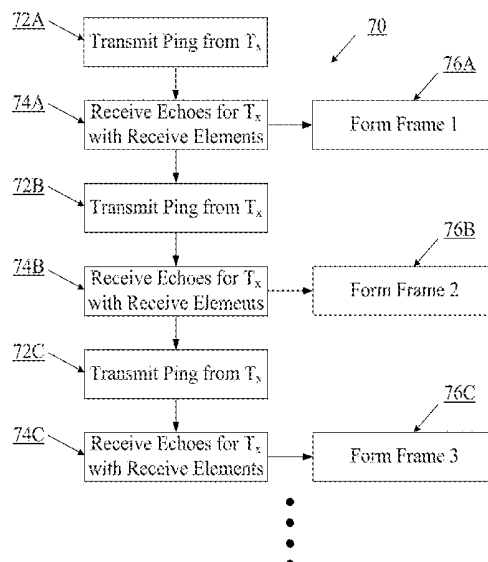 72A
Transmit Ping from Tx
70
76A
74A
Receive Echoes for Tx
with Receive Elements
Form Frame 1
72B
Transmit Ping from Tx
76B
74B
Receive Echoes for Tx
with Receive Elements
Form Frame 2
72C
Transmit Ping from Tx
76C
74C
Receive Echoes for Tx
with Receive Elements
Form Frame 3